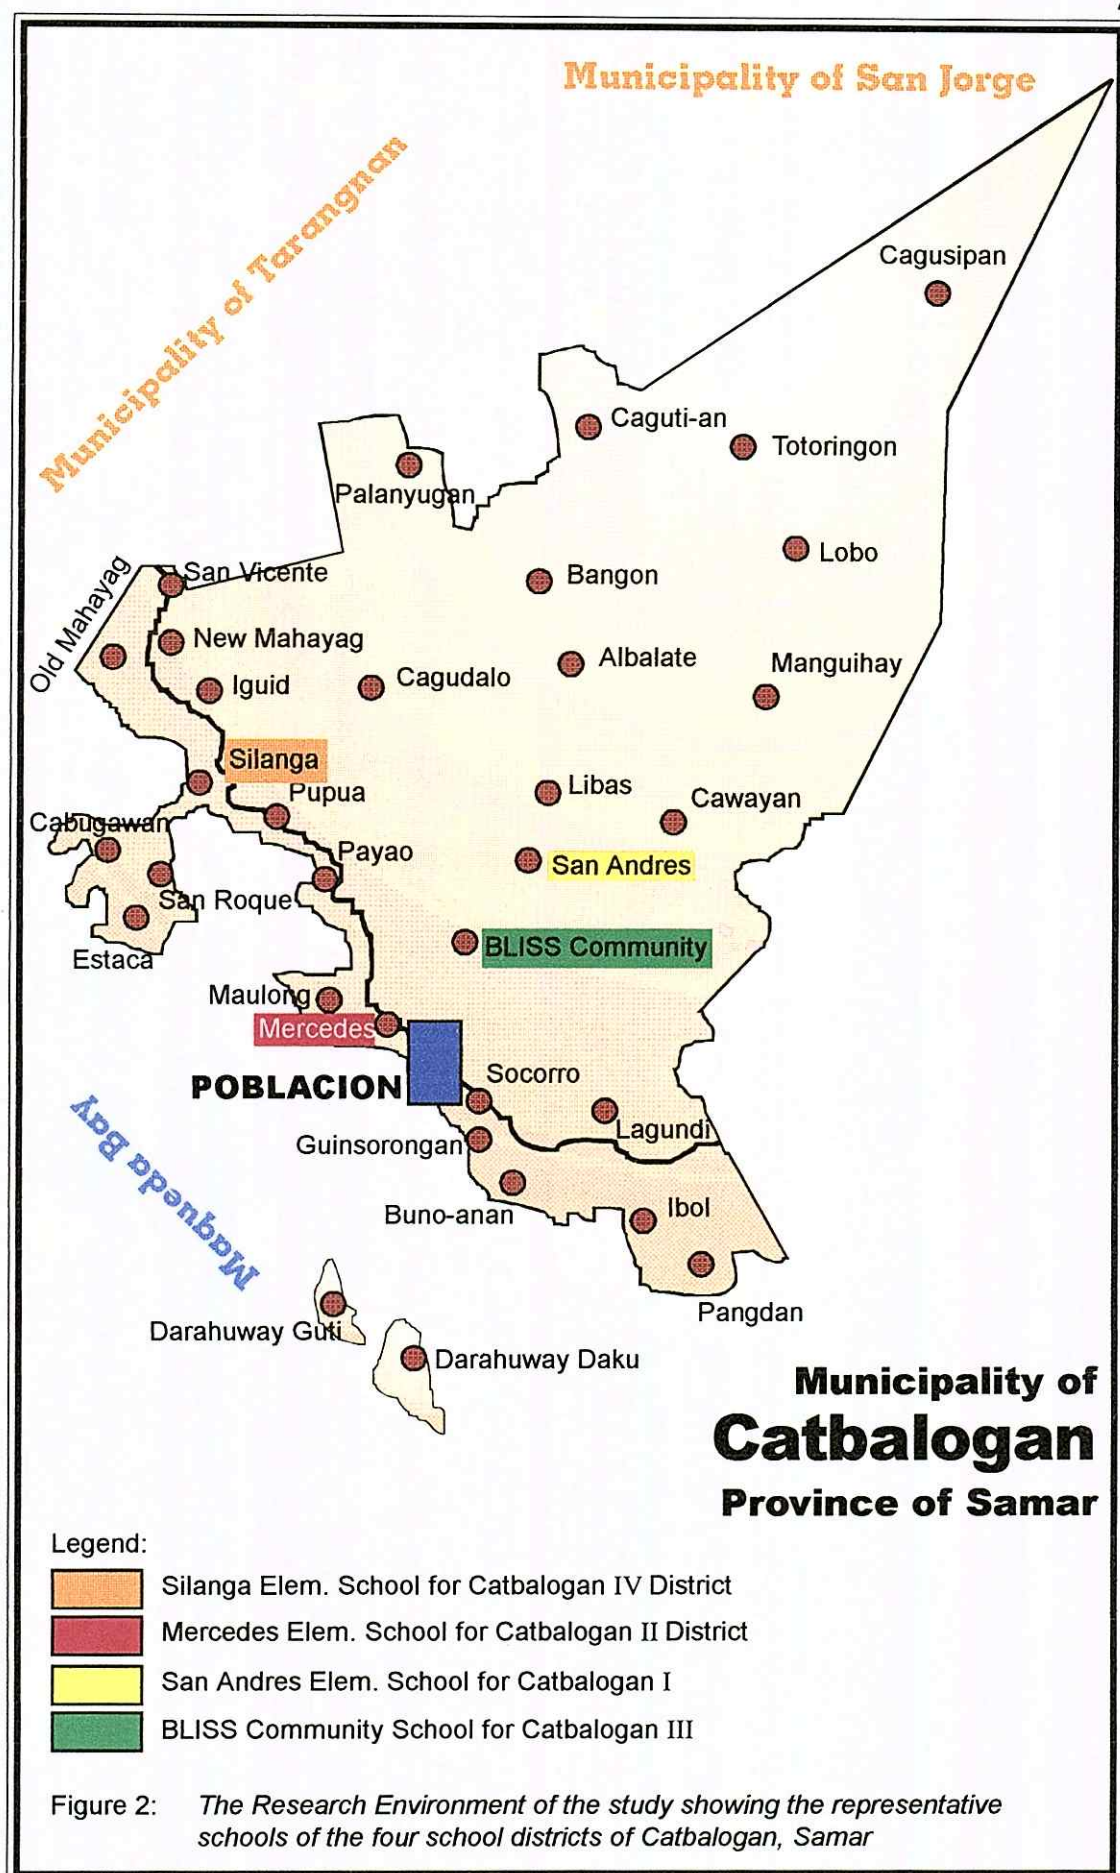 Municipality of San Jorge
Municipality of Tarangnan
Cagusipan
Caguti-an
Totoringon
Palanyugan
Lobo
San Vicente
Bangon
Old Mahayag
New Mahayag
Albalate
Manguihay
Iguid
Cagudalo
Silanga
Pupua
Libas
Cawayan
Cabugawan
Payao
San Andres
San Roque
BLISS Community
Estaca
Maulong
Mercedes
POBLACION
Socorro
Lagundi
Guinsorongan
Maqueda Bay
Buno-anan
Ibol
Pangdan
Darahuway Guti
Darahuway Daku
Municipality of
Catbalogan
Province of Samar
Legend:
Silanga Elem. School for Catbalogan IV District
Mercedes Elem. School for Catbalogan II District
San Andres Elem. School for Catbalogan I
BLISS Community School for Catbalogan III
Figure 2: The Research Environment of the study showing the representative
schools of the four school districts of Catbalogan, Samar